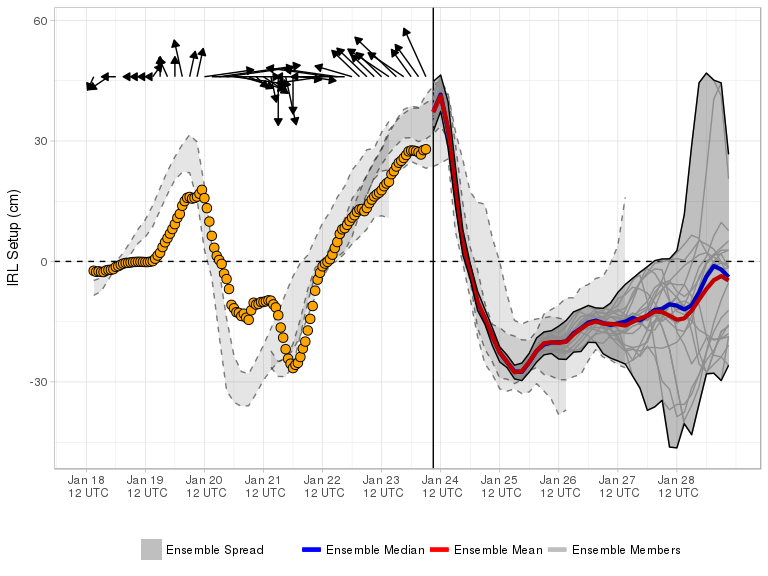 60
30
0
-30
IRL Setup (cm)
Jan 18 Jan 19 Jan 20 Jan 21 Jan 22 Jan 23 Jan 24 Jan 25 Jan 26 Jan 27 Jan 28
12 UTC 12 UTC 12 UTC 12 UTC 12 UTC 12 UTC 12 UTC 12 UTC 12 UTC 12 UTC 12 UTC
Ensemble Spread Ensemble Median Ensemble Mean Ensemble Members